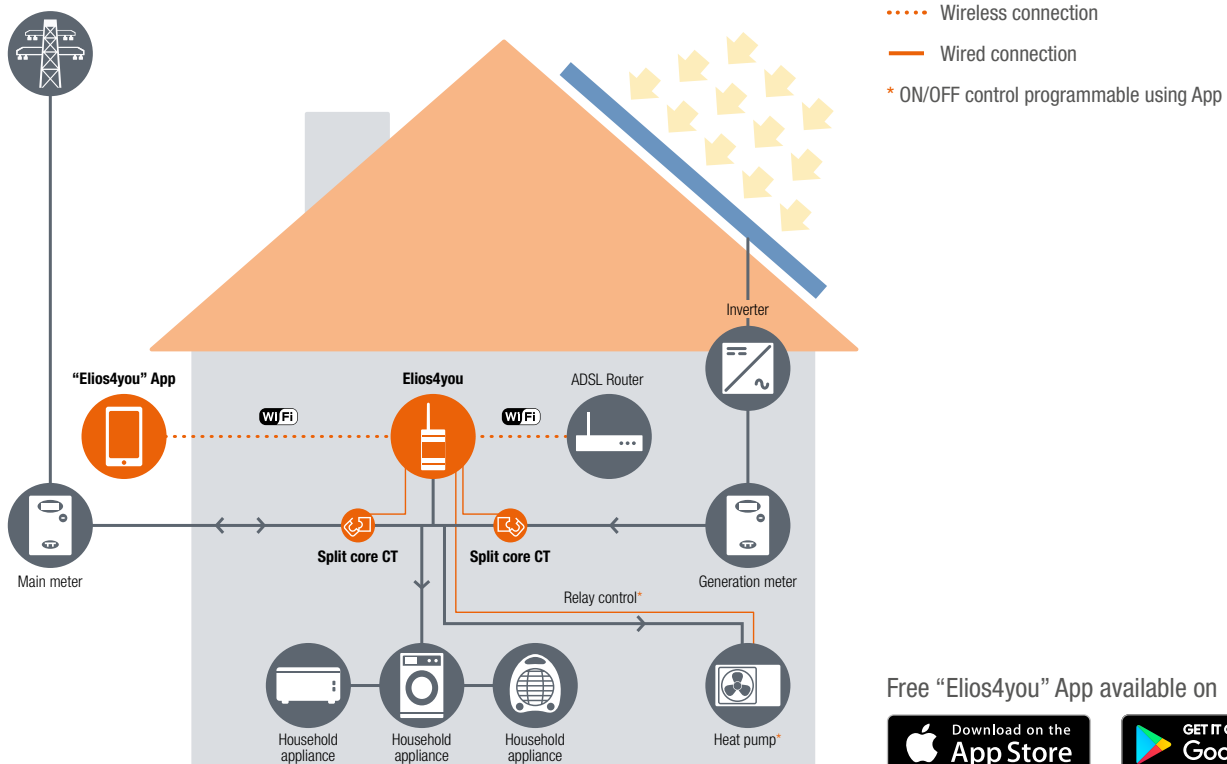 Wireless connection
Wired connection
* ON/OFF control programmable using App
Inverter
"Elios4you" App
Elios4you
ADSL Router
WiFi
WiFi
Split core CT
Split core CT
Main meter
Generation meter
Relay control*
Household
appliance
Household
appliance
Household
appliance
Heat pump*
Free "Elios4you" App available on
Download on the
App Store
GET IT